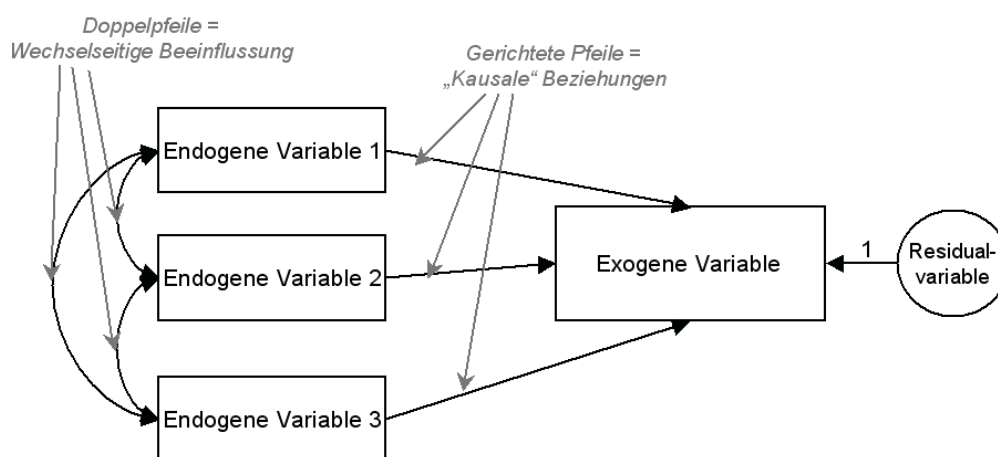 Doppelpfeile =
Wechselseitige Beeinflussung
Gerichtete Pfeile =
„Kausale“ Beziehungen
Endogene Variable 1
Endogene Variable 2
Endogene Variable 3
Exogene Variable
1
Residual-
variable